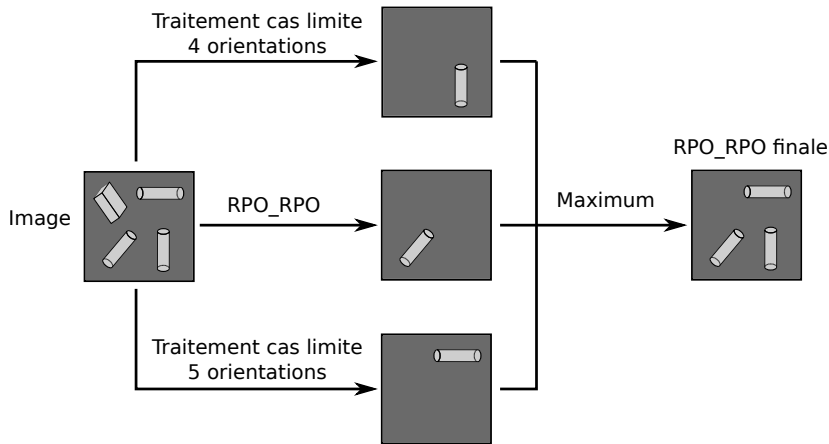 Traitement cas limite
4 orientations
RPO_RPO finale
Image
RPO_RPO
Maximum
Traitement cas limite
5 orientations